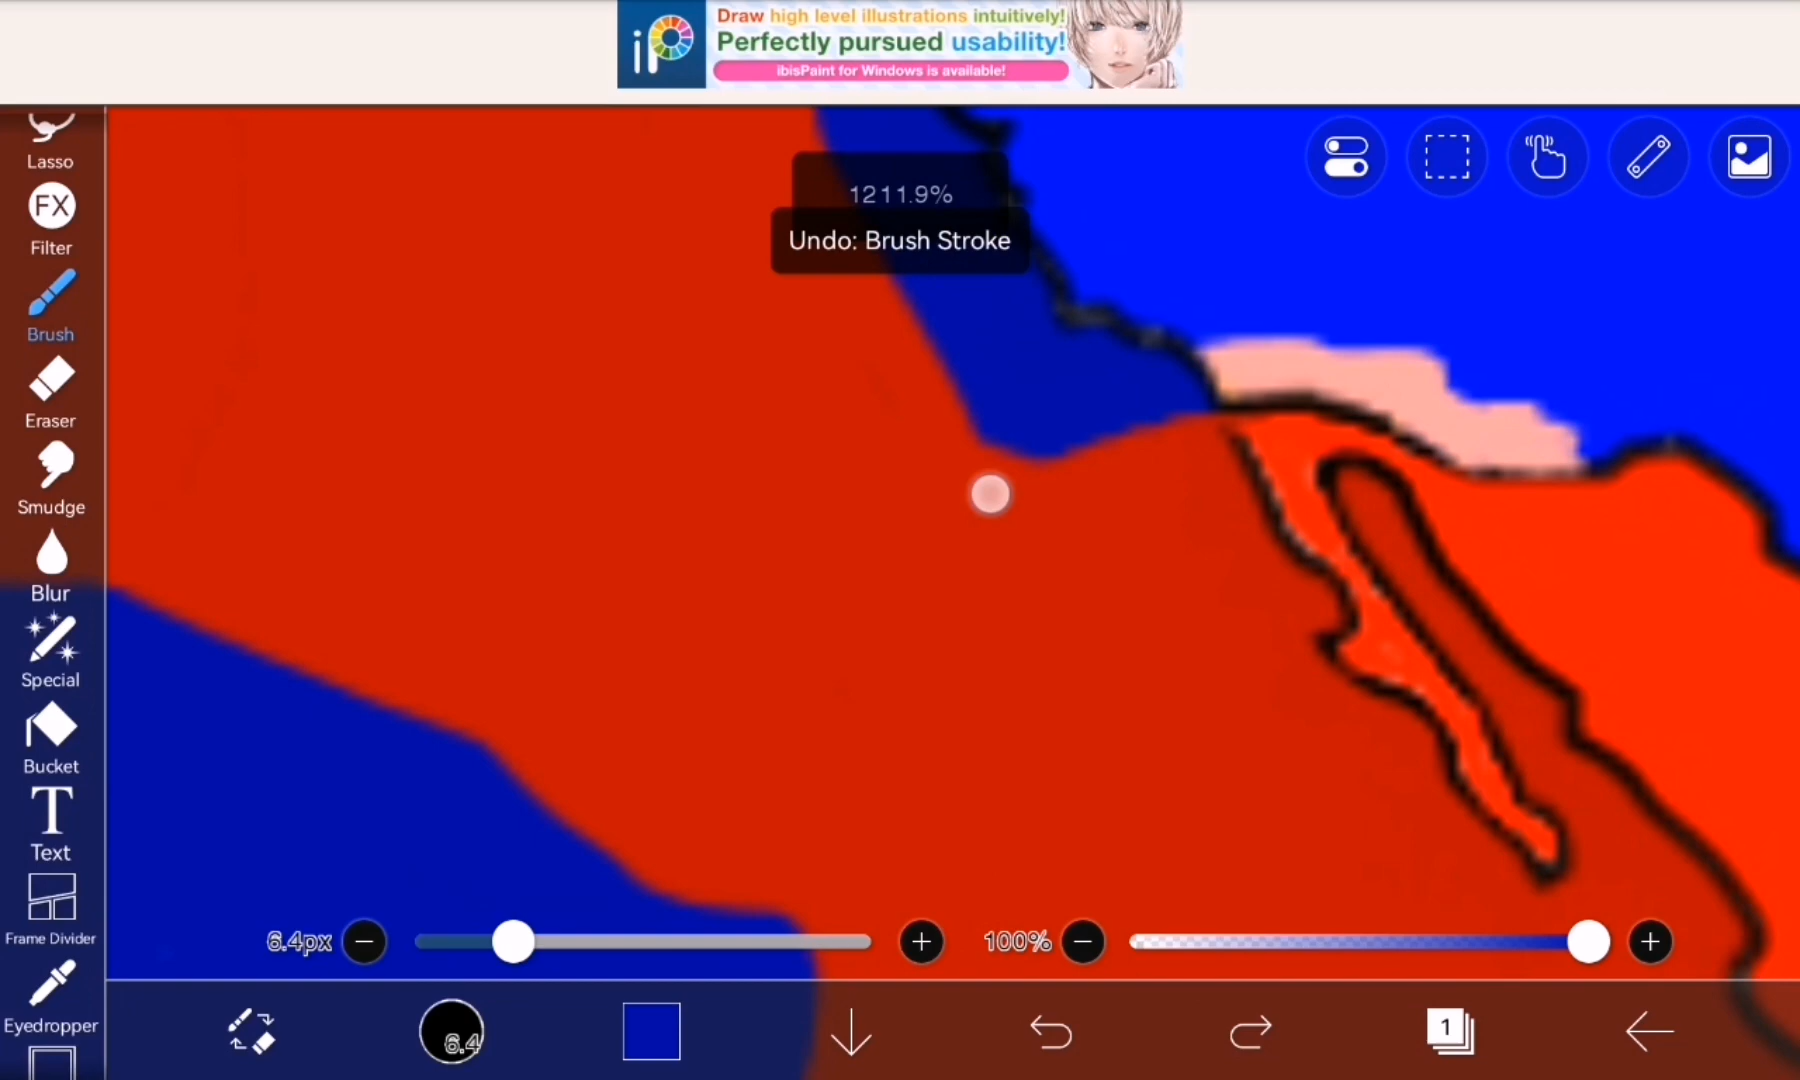 iP
Draw high level illustrations intuitively!
Perfectly pursued usability!
ibisPaint for Windows is available!
Lasso
FX
Filter
Brush
Eraser
Smudge
Blur
Special
Bucket
T
Text
Frame Divider
Eyedropper
1211.9%
Undo: Brush Stroke
6.4px
100%
6.4
1